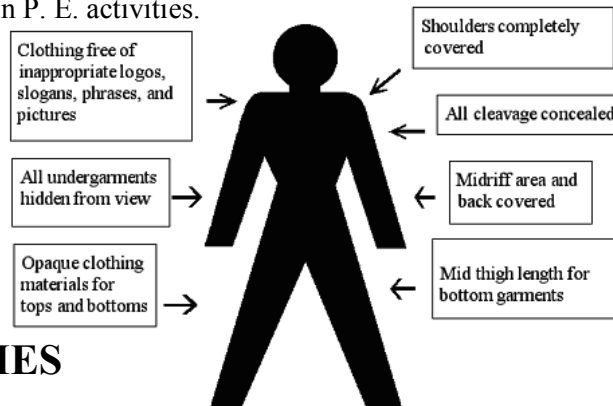 n P. E. activities.
Clothing free of
inappropriate logos,
slogans, phrases, and
pictures
Shoulders completely
covered
All cleavage concealed
All undergarments
hidden from view
Midriff area and
back covered
Opaque clothing
materials for
tops and bottoms
Mid thigh length for
bottom garments
IES